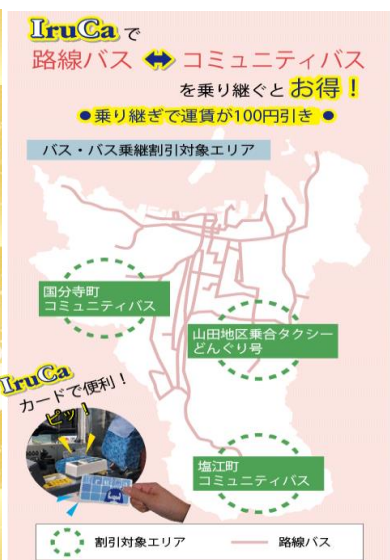 IruCaで
路線バス ⇔ コミュニティバス
を乗り継ぐとお得！
●乗り継ぎで運賃が100円引き●
バス・バス乗継割引対象エリア
国分寺町
コミュニティバス
山田地区乗合タクシー
どんぐり号
IruCa
カードで便利！
ピッ！
塩江町
コミュニティバス
割引対象エリア
路線バス